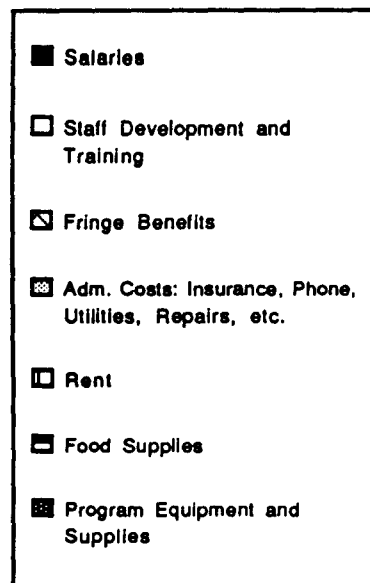 Salaries
Staff Development and
Training
Fringe Benefits
Adm. Costs: Insurance, Phone,
Utilities, Repairs, etc.
Rent
Food Supplies
Program Equipment and
Supplies